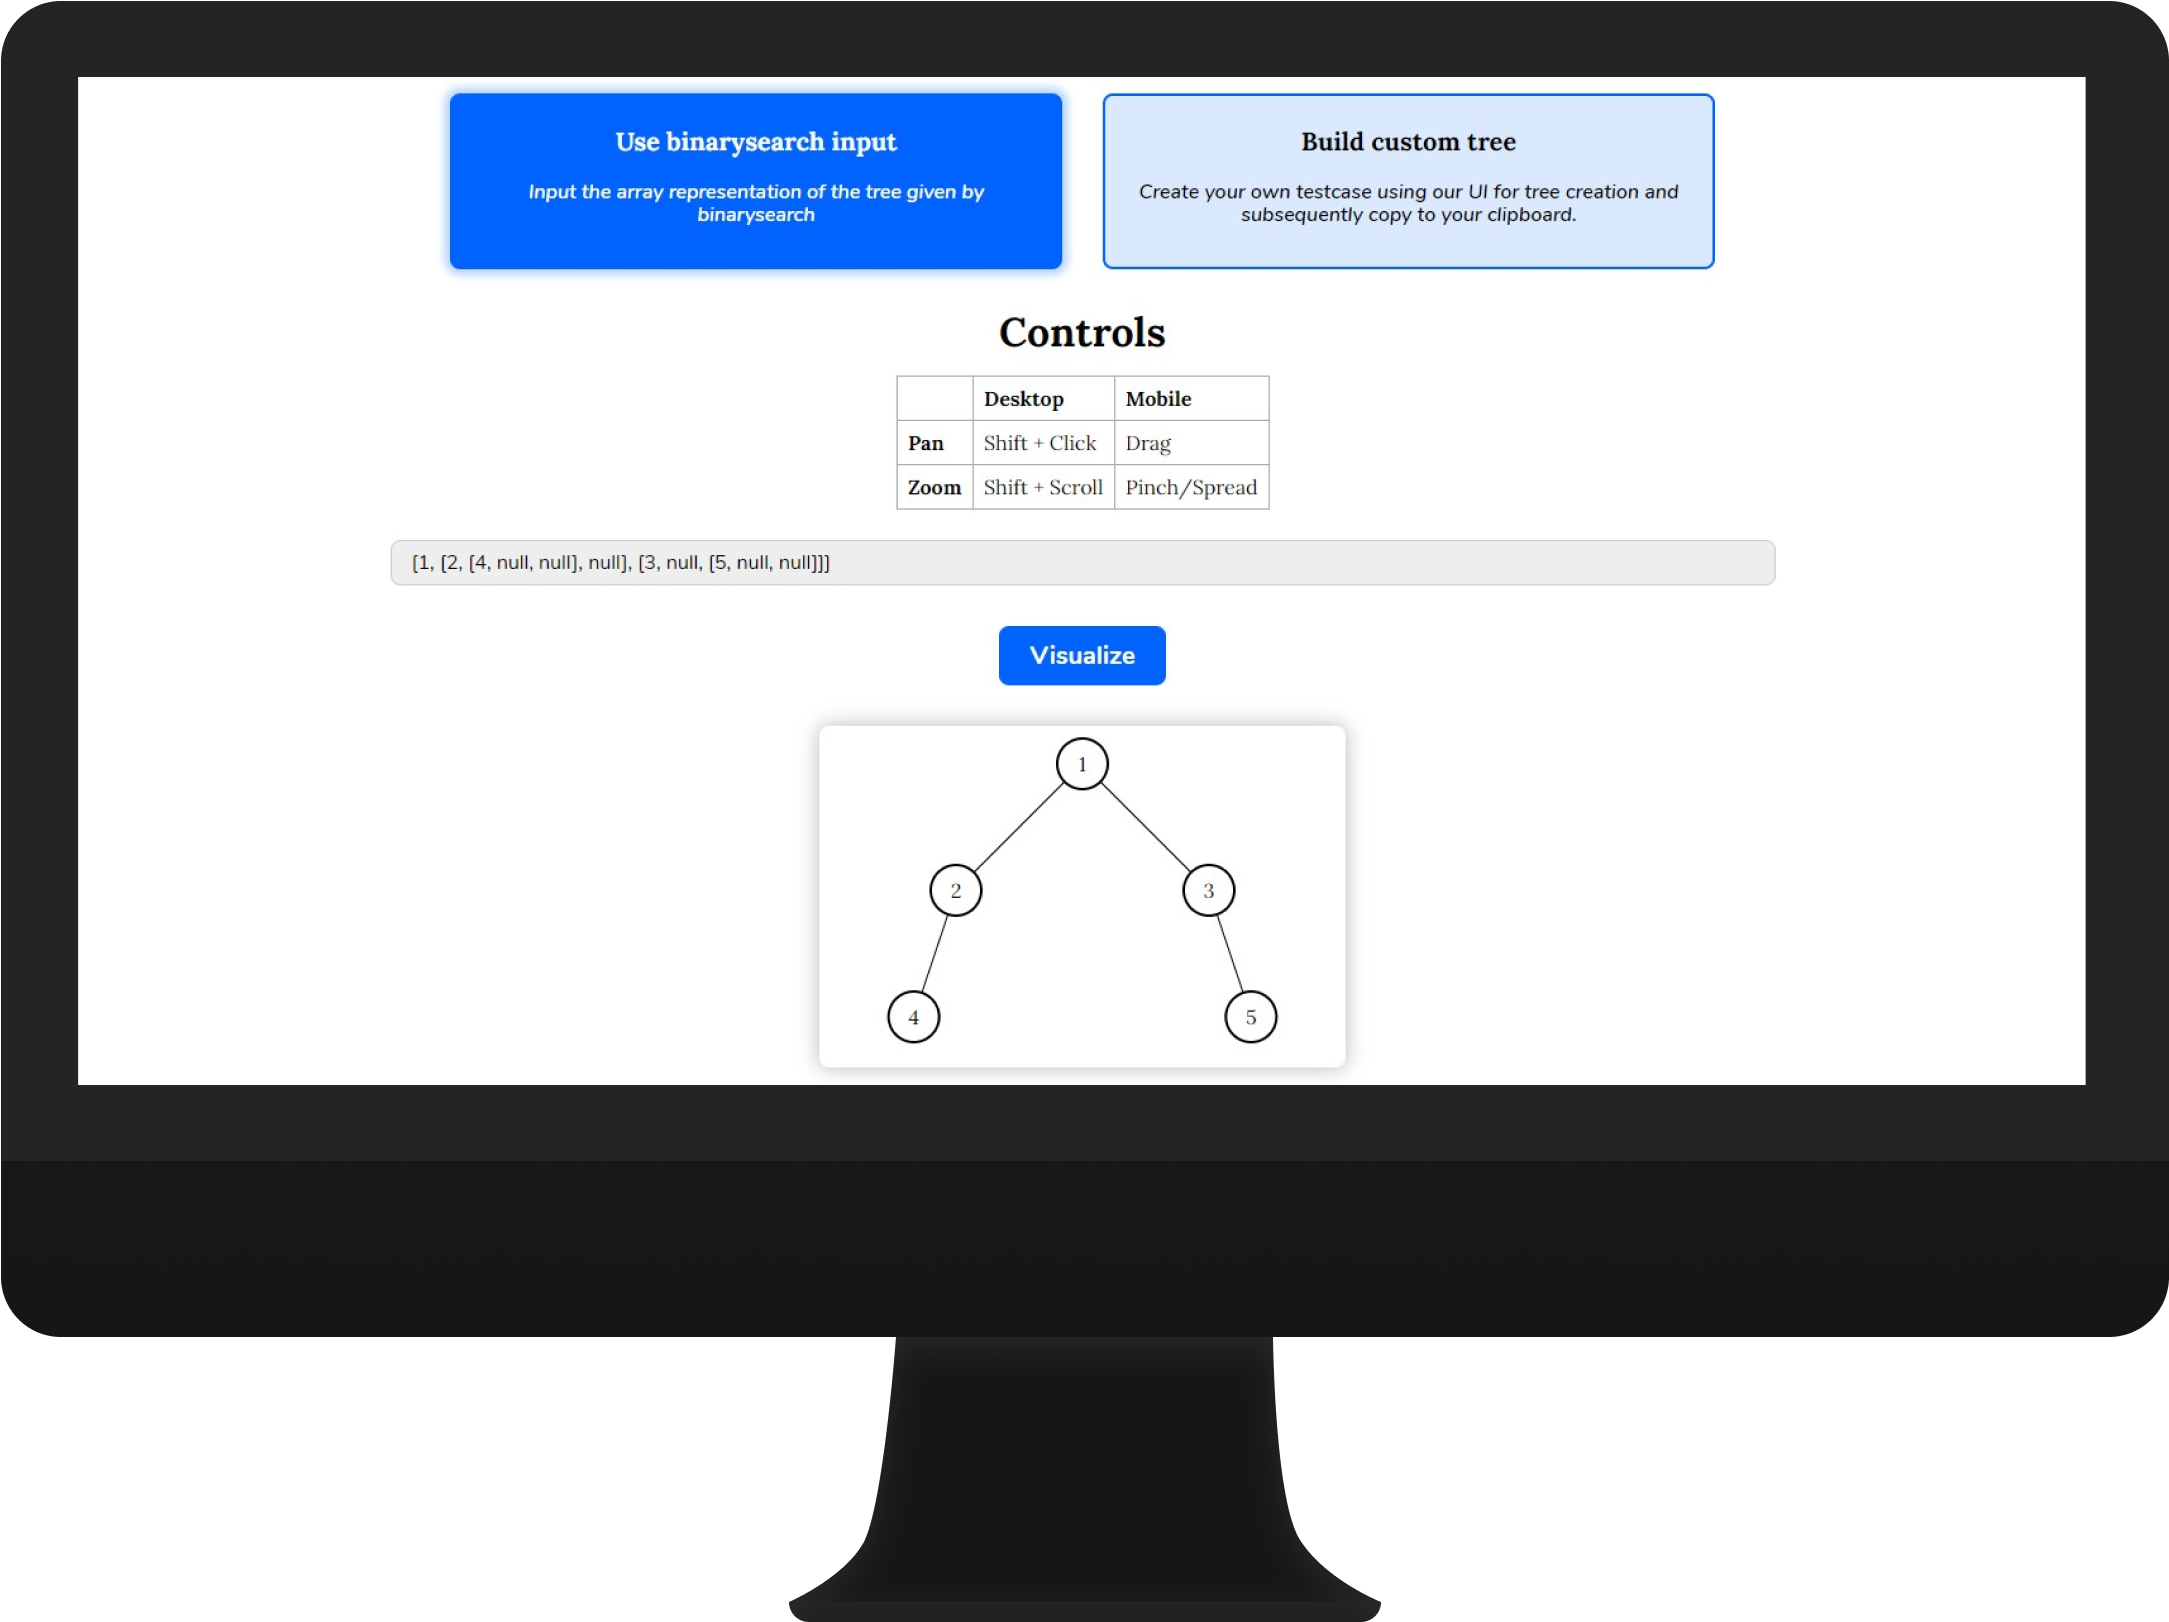 Use binarysearch input
Input the array representation of the tree given by
binarysearch
Build custom tree
Create your own testcase using our UI for tree creation and
subsequently copy to your clipboard.
Controls
Desktop Mobile
Pan Shift + Click Drag
Zoom Shift + Scroll Pinch/Spread
[1, [2, [4, null, null], null], [3, null, [5, null, null]]]
Visualize
1
2 3
4 5